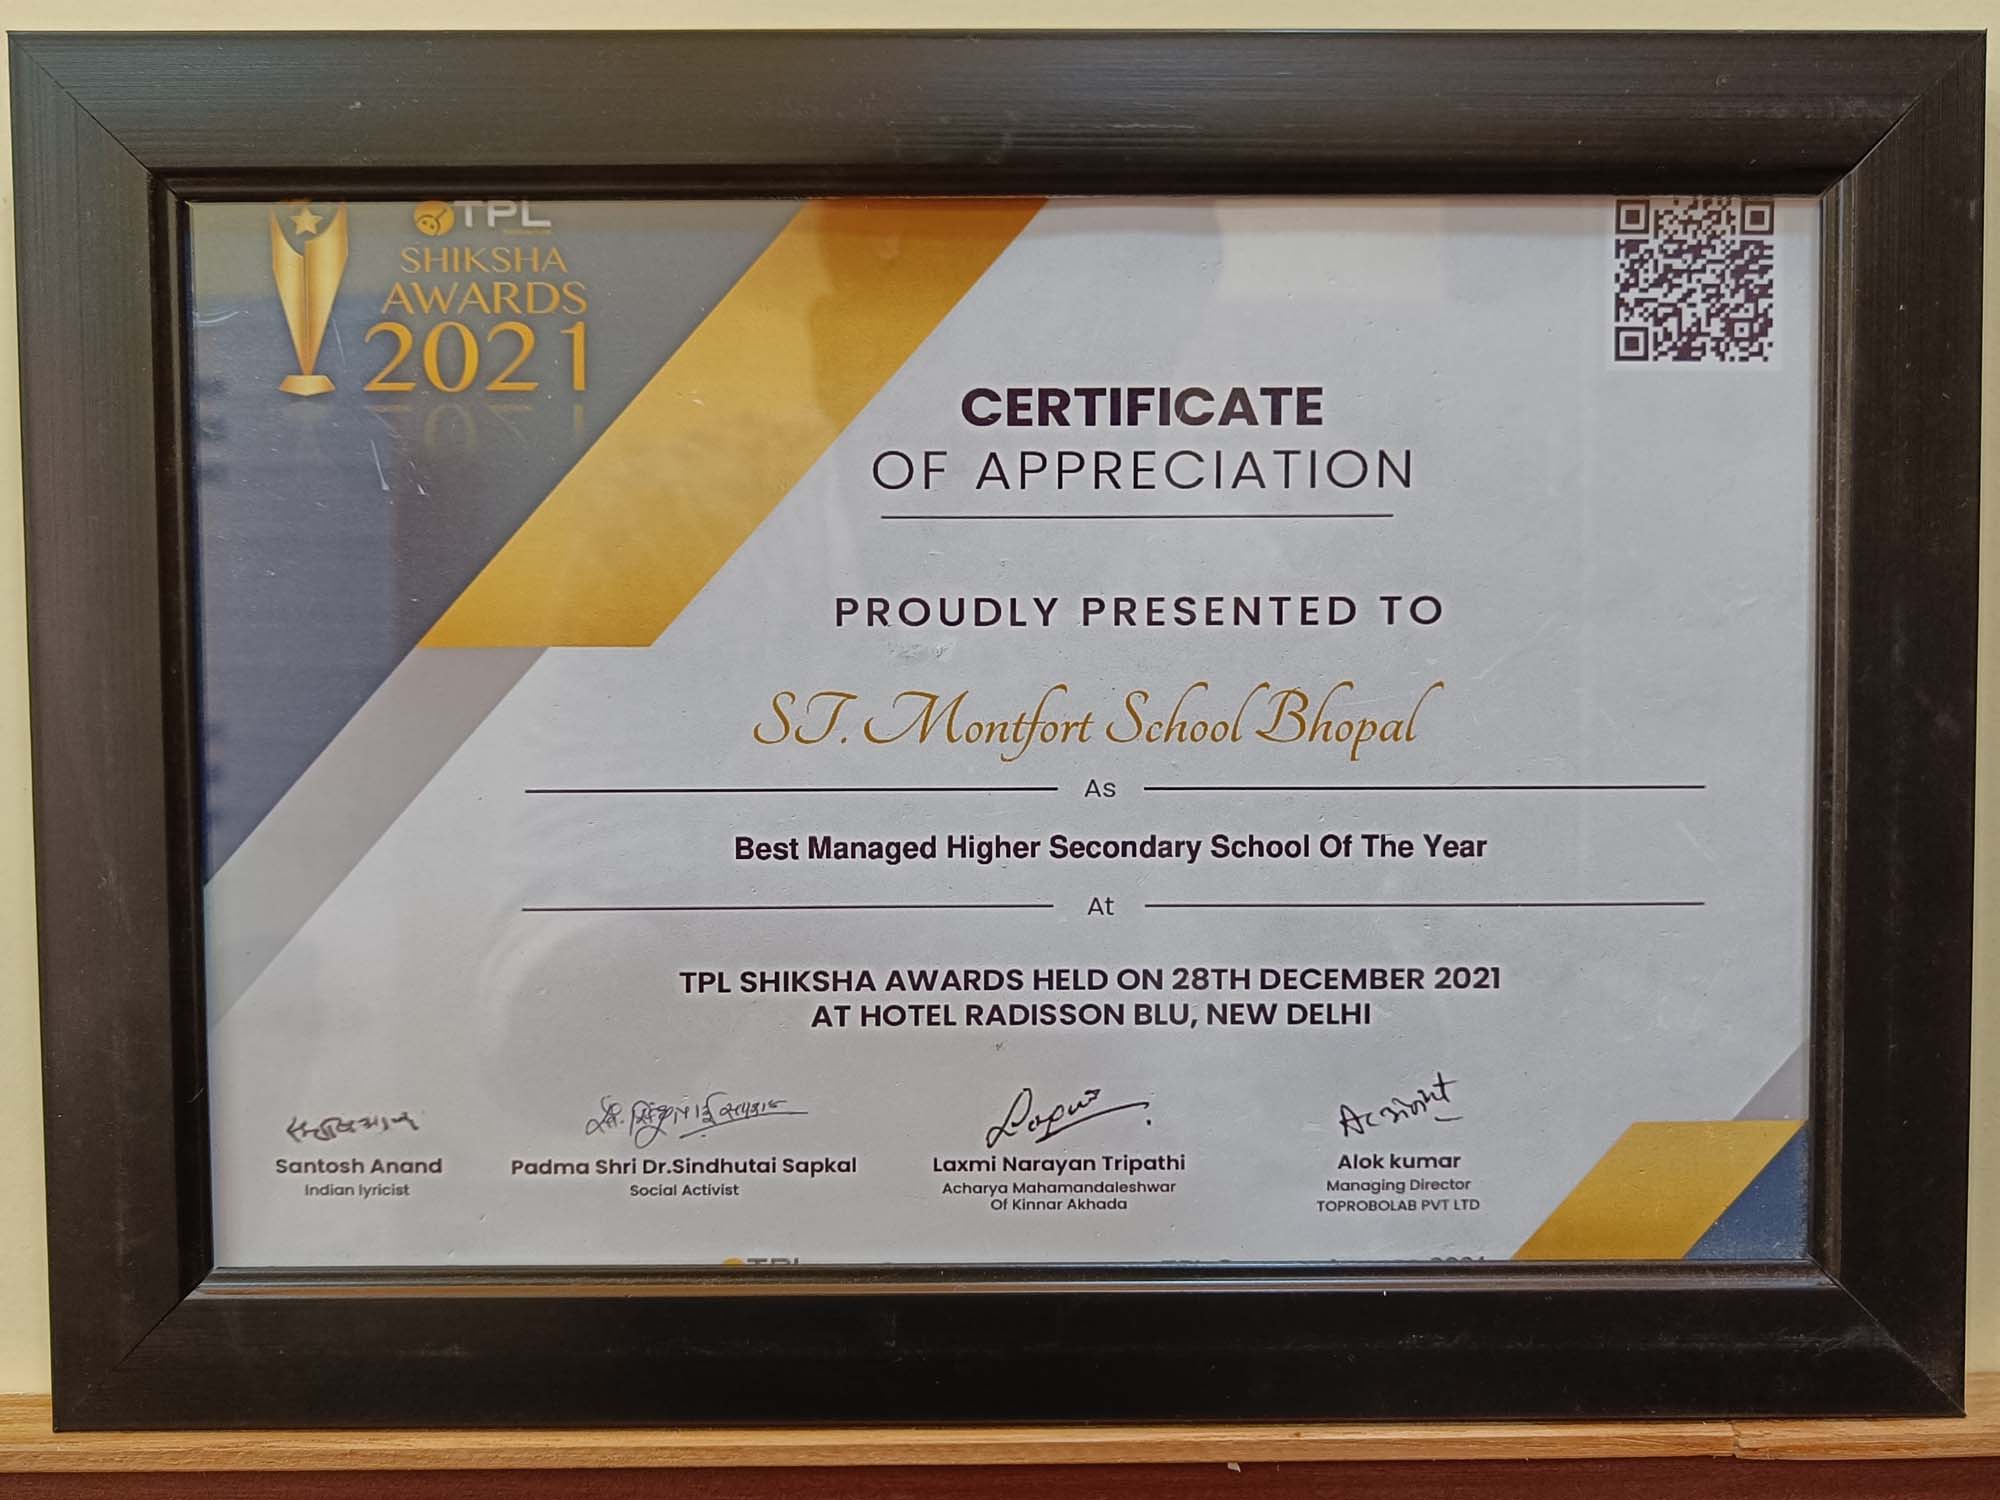 TPL
SHIKSHA
AWARDS
2021
CERTIFICATE
OF APPRECIATION
PROUDLY PRESENTED TO
ST. Montfort School Bhopal
As
Best Managed Higher Secondary School Of The Year
At
TPL SHIKSHA AWARDS HELD ON 28TH DECEMBER 2021
AT HOTEL RADISSON BLU, NEW DELHI
Santosh Anand
Indian lyricist
Padma Shri Dr.Sindhutai Sapkal
Social Activist
Laxmi Narayan Tripathi
Acharya Mahamandaleshwar
Of Kinnar Akhada
Alok kumar
Managing Director
TOPROBOLAB PVT LTD